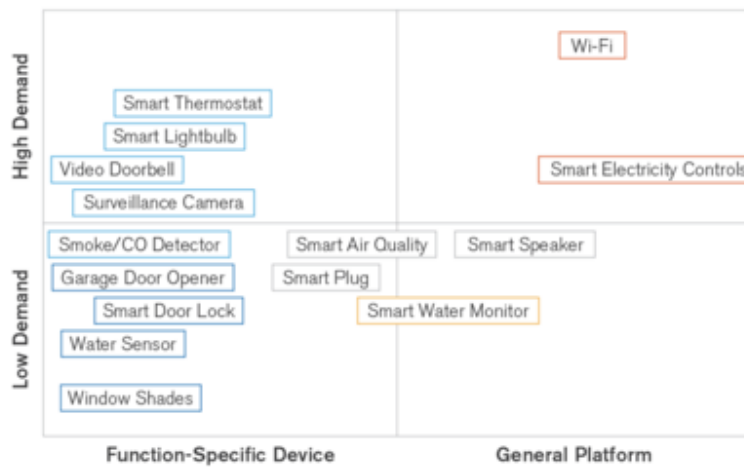 High Demand
Wi-Fi
Smart Thermostat
Smart Lightbulb
Video Doorbell
Smart Electricity Controls
Surveillance Camera
Low Demand
Smoke/CO Detector
Smart Air Quality
Smart Speaker
Garage Door Opener
Smart Plug
Smart Door Lock
Smart Water Monitor
Water Sensor
Window Shades
Function-Specific Device
General Platform